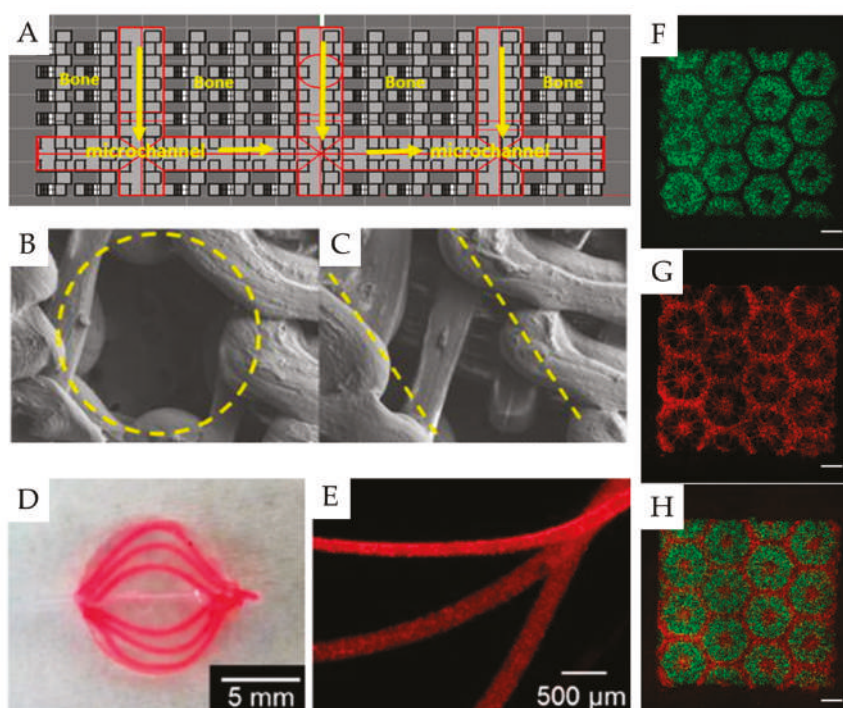 A
Bone
Bone
Bone
Bone
microchannel
microchannel
B
C
D
5 mm
E
500 µm
F
G
H